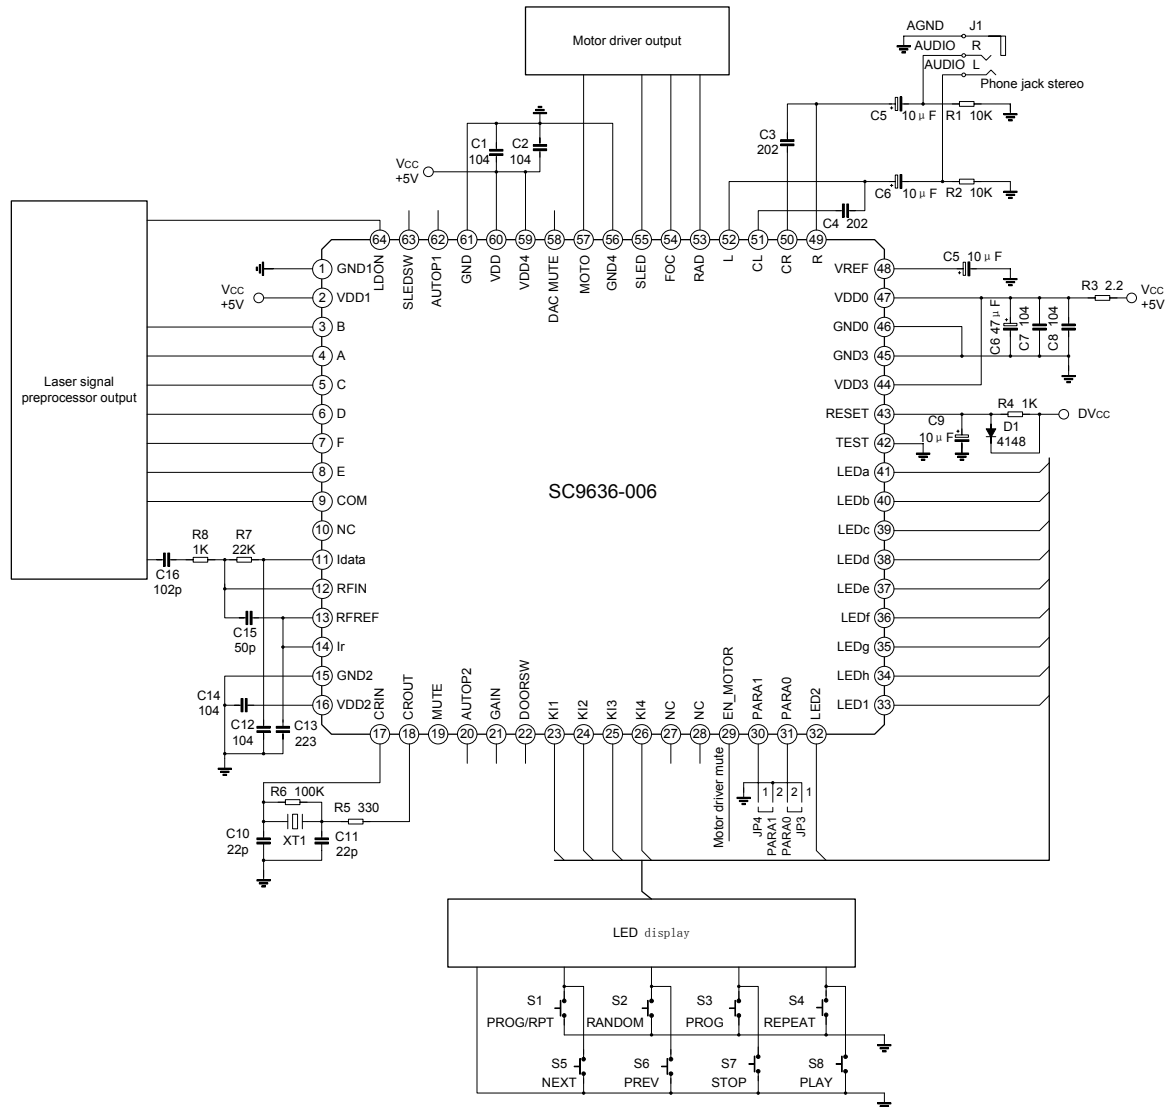 Motor driver output
AGND J1
AUDIO R
AUDIO L
Phone jack stereo
C5 10μF R1 10K
C3
202
C1
104
C2
104
Vcc
+5V
C6 10μF R2 10K
C4 202
64 63 62 61 60 59 58 57 56 55 54 53 52 51 50 49
LDON SLEDSW AUTOP1 GND VDD VDD4 DAC MUTE MOTO GND4 SLED FOC RAD L CL CR R
Laser signal
preprocessor output
1 GND1
Vcc
+5V
2 VDD1
3 B
4 A
5 C
6 D
7 F
8 E
9 COM
10 NC
11 Idata
12 RFIN
13 RFREF
14 Ir
15 GND2
16 VDD2
C16
102p
R8
1K
R7
22K
C15
50p
C14
104
C12
104
C13
223
SC9636-006
VREF 48
C5 10μF
VDD0 47
R3 2.2
Vcc
+5V
GND0 46
GND3 45
VDD3 44
C6 47μF
C7 104
C8 104
RESET 43
R4 1K
DVcc
C9
10μF
D1
4148
TEST 42
LEDa 41
LEDb 40
LEDc 39
LEDd 38
LEDe 37
LEDf 36
LEDg 35
LEDh 34
LED1 33
CRIN CROUT MUTE AUTOP2 GAIN DOORSW KI1 KI2 KI3 KI4 NC NC EN_MOTOR PARA1 PARA0 LED2
17 18 19 20 21 22 23 24 25 26 27 28 29 30 31 32
R6 100K
R5 330
C10
22p
XT1
C11
22p
Motor driver mute
1 2 2 1
JP4
PARA1
PARA0
JP3
LED display
S1
PROG/RPT
S2
RANDOM
S3
PROG
S4
REPEAT
S5
NEXT
S6
PREV
S7
STOP
S8
PLAY